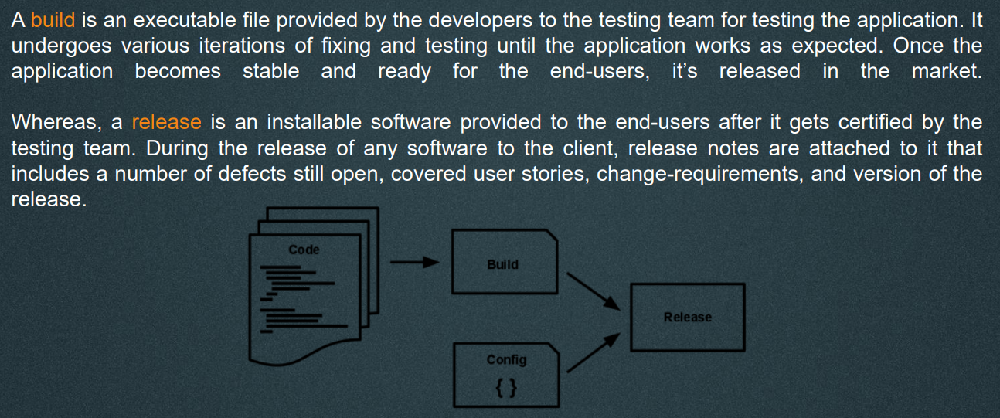 A build is an executable file provided by the developers to the testing team for testing the application. It
undergoes various iterations of fixing and testing until the application works as expected. Once the
application becomes stable and ready for the end-users, it’s released in the market.
Whereas, a release is an installable software provided to the end-users after it gets certified by the
testing team. During the release of any software to the client, release notes are attached to it that
includes a number of defects still open, covered user stories, change-requirements, and version of the
release.
Code
Build
Release
Config
{ }